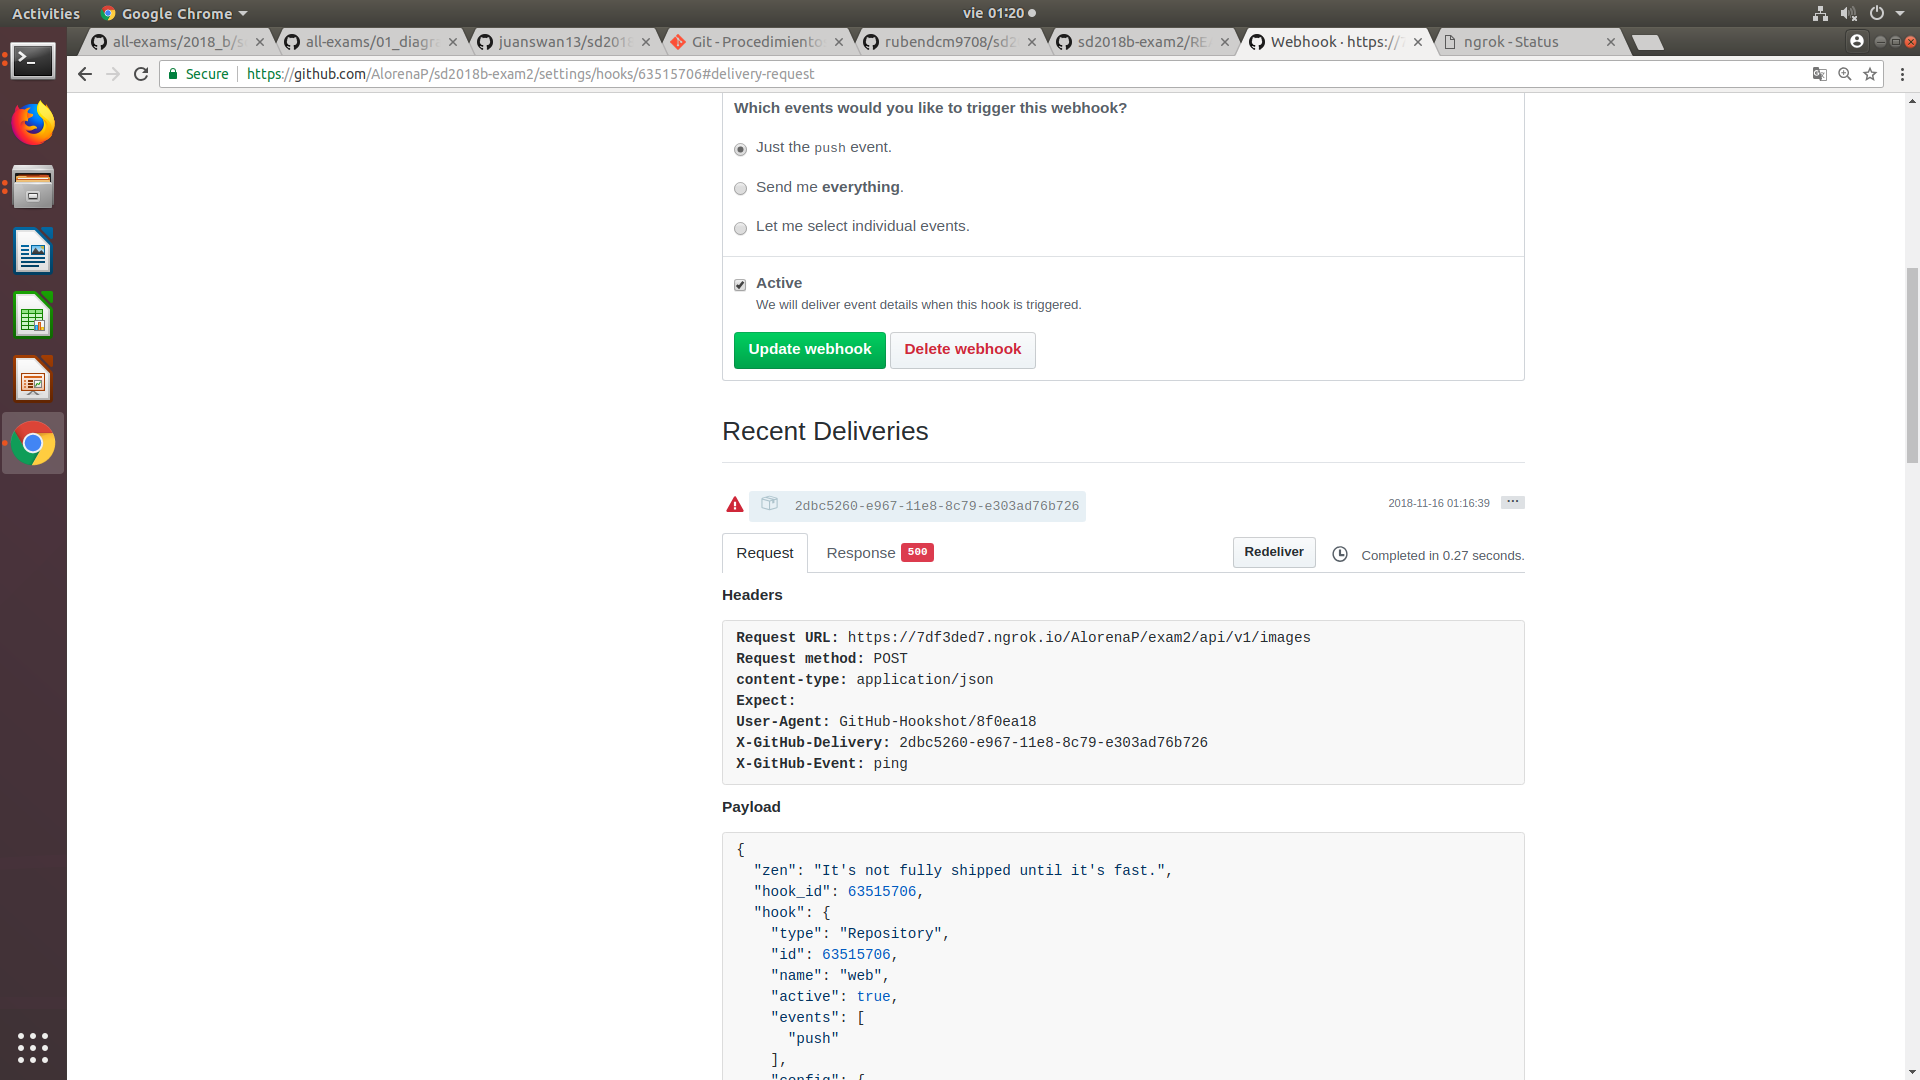 Activities
Google Chrome
vie 01:20
all-exams/2018_b/s
all-exams/01_diagra
juanswan13/sd2018
Git - Procedimiento
rubendcm9708/sd2
sd2018b-exam2/RE
Webhook · https://7
ngrok - Status
Secure
https://github.com/AlorenaP/sd2018b-exam2/settings/hooks/63515706#delivery-request
Which events would you like to trigger this webhook?
Just the push event.
Send me everything.
Let me select individual events.
Active
We will deliver event details when this hook is triggered.
Update webhook
Delete webhook
Recent Deliveries
2dbc5260-e967-11e8-8c79-e303ad76b726
2018-11-16 01:16:39
Request
Response 500
Redeliver
Completed in 0.27 seconds.
Headers
Request URL: https://7df3ded7.ngrok.io/AlorenaP/exam2/api/v1/images
Request method: POST
content-type: application/json
Expect:
User-Agent: GitHub-Hookshot/8f0ea18
X-GitHub-Delivery: 2dbc5260-e967-11e8-8c79-e303ad76b726
X-GitHub-Event: ping
Payload
{
"zen": "It's not fully shipped until it's fast.",
"hook_id": 63515706,
"hook": {
"type": "Repository",
"id": 63515706,
"name": "web",
"active": true,
"events": [
"push"
],
"config": {